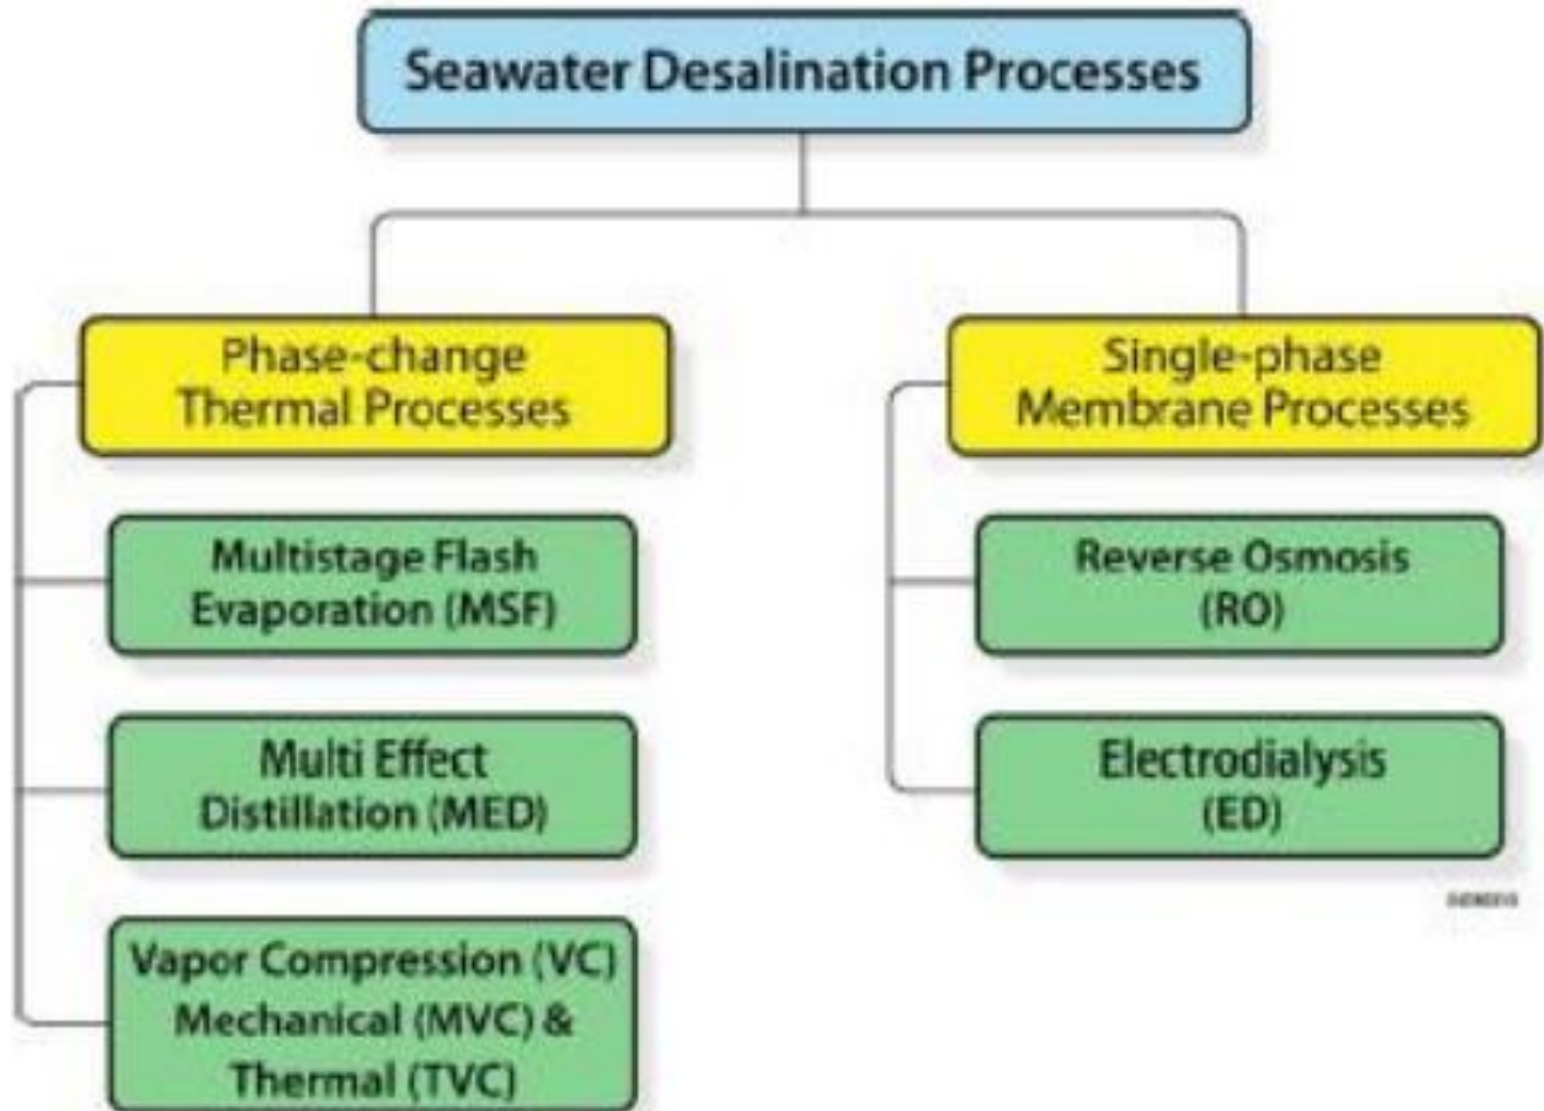 Seawater Desalination Processes
Phase-change
Thermal Processes
Multistage Flash
Evaporation (MSF)
Multi Effect
Distillation (MED)
Vapor Compression (VC)
Mechanical (MVC) &
Thermal (TVC)
Single-phase
Membrane Processes
Reverse Osmosis
(RO)
Electrodialysis
(ED)